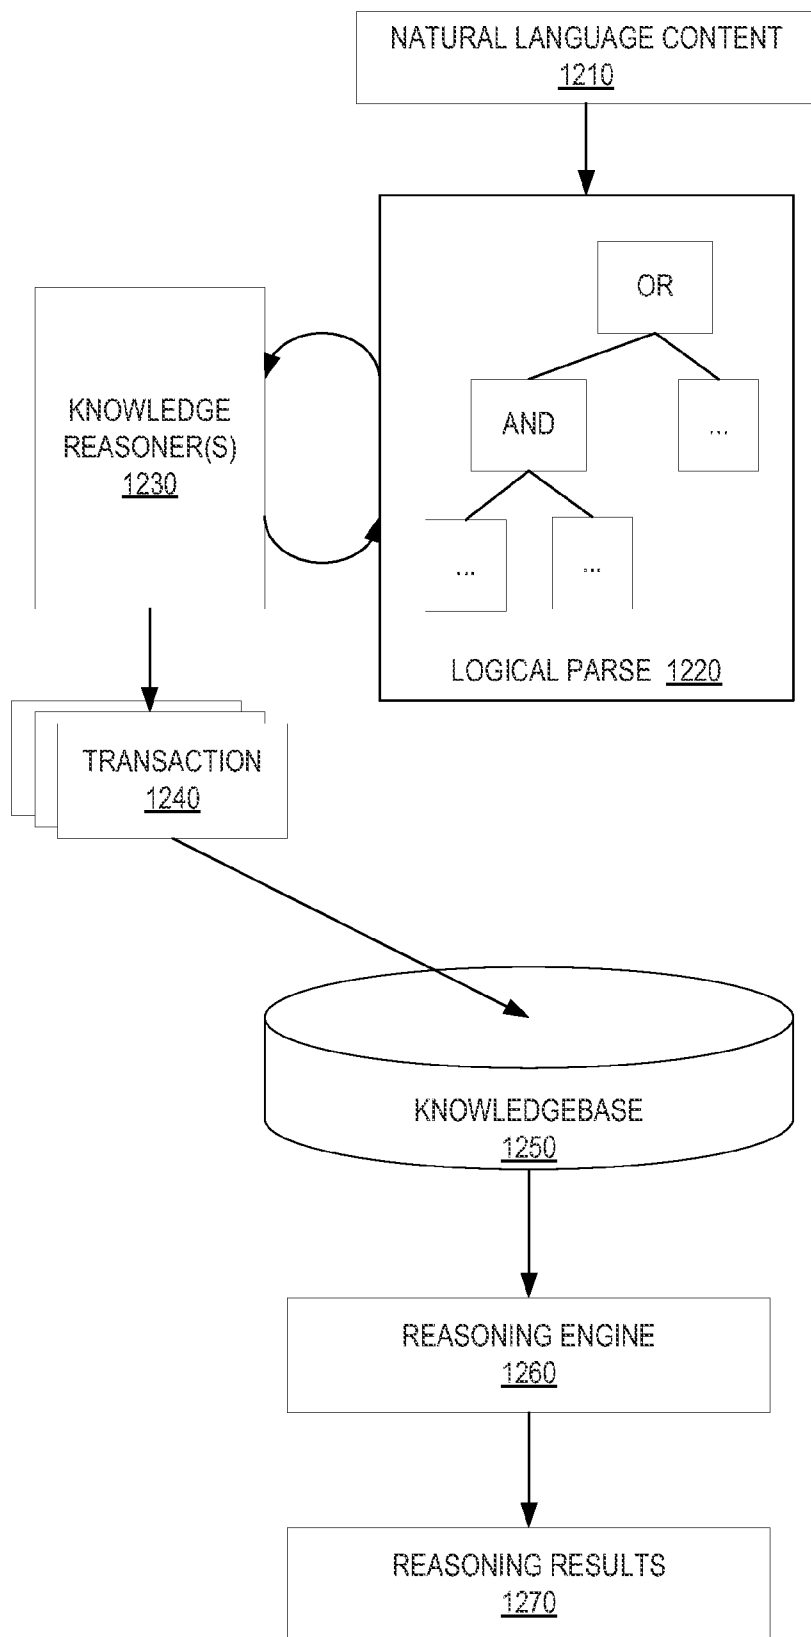 NATURAL LANGUAGE CONTENT
1210
OR
AND
...
...
...
LOGICAL PARSE 1220
KNOWLEDGE
REASONER(S)
1230
TRANSACTION
1240
KNOWLEDGEBASE
1250
REASONING ENGINE
1260
REASONING RESULTS
1270